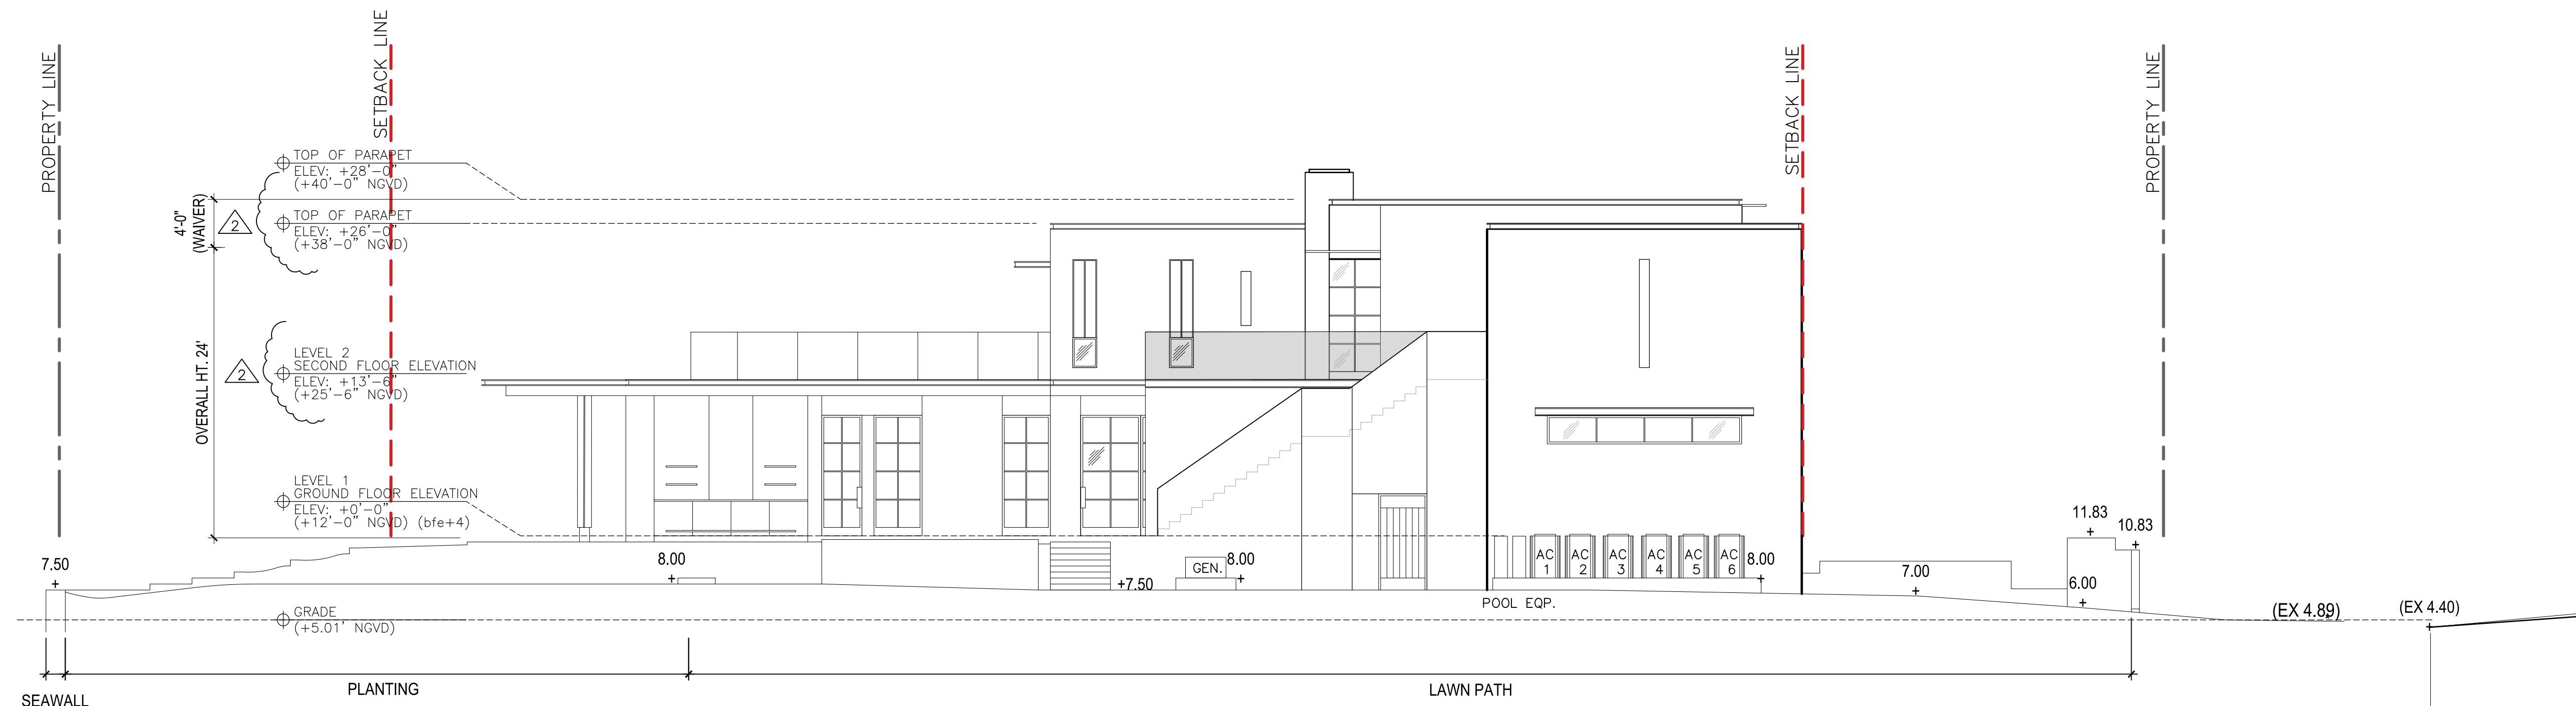 PROPERTY LINE
SETBACK LINE
SETBACK LINE
PROPERTY LINE
TOP OF PARAPET
ELEV: +28'-0"
(+40'-0" NGVD)
4'-0"
(WAIVER)
2
TOP OF PARAPET
ELEV: +26'-0"
(+38'-0" NGVD)
OVERALL HT. 24'
2
LEVEL 2
SECOND FLOOR ELEVATION
ELEV: +13'-6"
(+25'-6" NGVD)
LEVEL 1
GROUND FLOOR ELEVATION
ELEV: +0'-0"
(+12'-0" NGVD) (bfe+4)
7.50
8.00
+7.50
GEN.
8.00
AC
1
AC
2
AC
3
AC
4
AC
5
AC
6
8.00
7.00
11.83
10.83
6.00
POOL EQP.
(EX 4.89)
(EX 4.40)
GRADE
(+5.01' NGVD)
SEAWALL
PLANTING
LAWN PATH